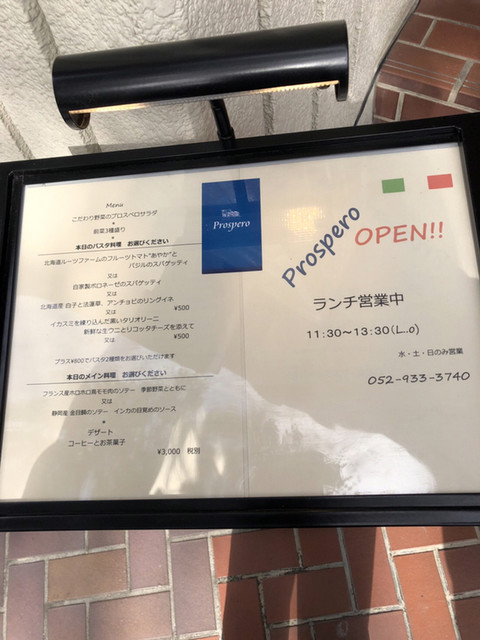 Menu
こだわり野菜のプロスペロサラダ
*
前菜3種盛り
*
本日のパスタ料理 お選びください
北海道ルーツファームのフルーツトマト"あやか"と
バジルのスパゲッティ
又は
自家製ボロネーゼのスパゲッティ
又は
北海道産 白子と法蓮草、アンチョビのリングイネ
又は ¥500
イカスミを練り込んだ黒いタリオリーニ
新鮮な生ウニとリコッタチーズを添えて
又は ¥500
プラス¥800でパスタ2種類をお選びいただけます
本日のメイン料理 お選びください
フランス産ホロホロ鳥モモ肉のソテー 季節野菜とともに
又は
静岡産 金目鯛のソテー インカの目覚めのソース
*
デザート
コーヒーとお茶菓子
¥3,000 税別
Prospero
Prospero
OPEN!!
ランチ営業中
11:30～13:30(L.o)
水・土・日のみ営業
052-933-3740